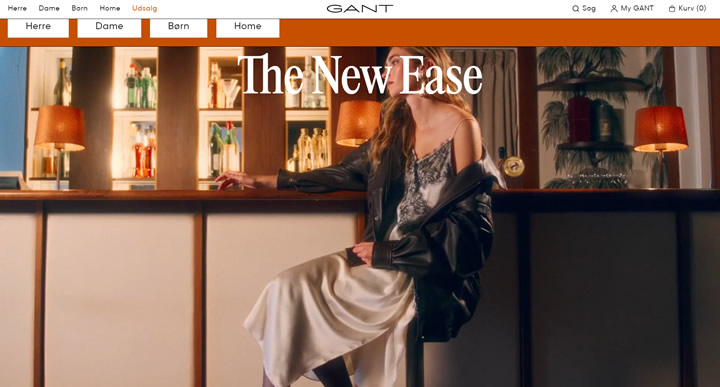 Herre Dame Børn Home Udsalg GANT Søg My GANT Kurv (0)
Herre Dame Børn Home
The New Ease